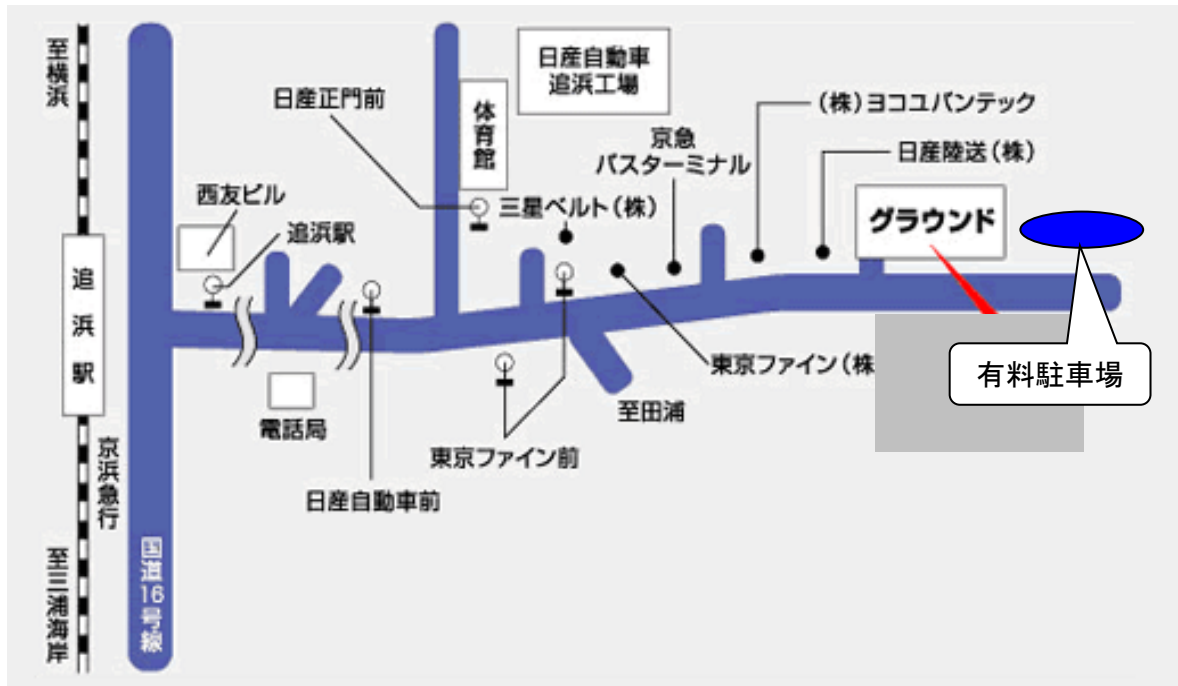 至横浜
日産自動車
追浜工場
日産正門前
体育館
(株)ヨコユバンテック
京急
バスターミナル
日産陸送(株)
西友ビル
三星ベルト(株)
グラウンド
追浜駅
追浜駅
東京ファイン(株
有料駐車場
至田浦
電話局
東京ファイン前
京浜急行
日産自動車前
国道16号線
至三浦海岸